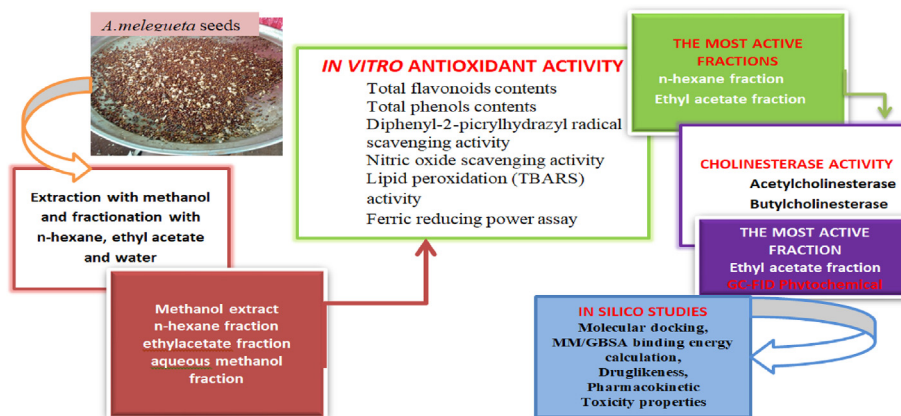 A.melegueta seeds
Extraction with methanol
and fractionation with
n-hexane, ethyl acetate
and water
Methanol extract
n-hexane fraction
ethylacetate fraction
aqueous methanol
fraction
IN VITRO ANTIOXIDANT ACTIVITY
Total flavonoids contents
Total phenols contents
Diphenyl-2-picrylhydrazyl radical
scavenging activity
Nitric oxide scavenging activity
Lipid peroxidation (TBARS)
activity
Ferric reducing power assay
THE MOST ACTIVE
FRACTIONS
n-hexane fraction
Ethyl acetate fraction
CHOLINESTERASE ACTIVITY
Acetylcholinesterase
Butylcholinesterase
THE MOST ACTIVE
FRACTION
Ethyl acetate fraction
GC FID Phytochemical
IN SILICO STUDIES
Molecular docking,
MM/GBSA binding energy
calculation,
Druglikeness,
Pharmacokinetic
Toxicity properties